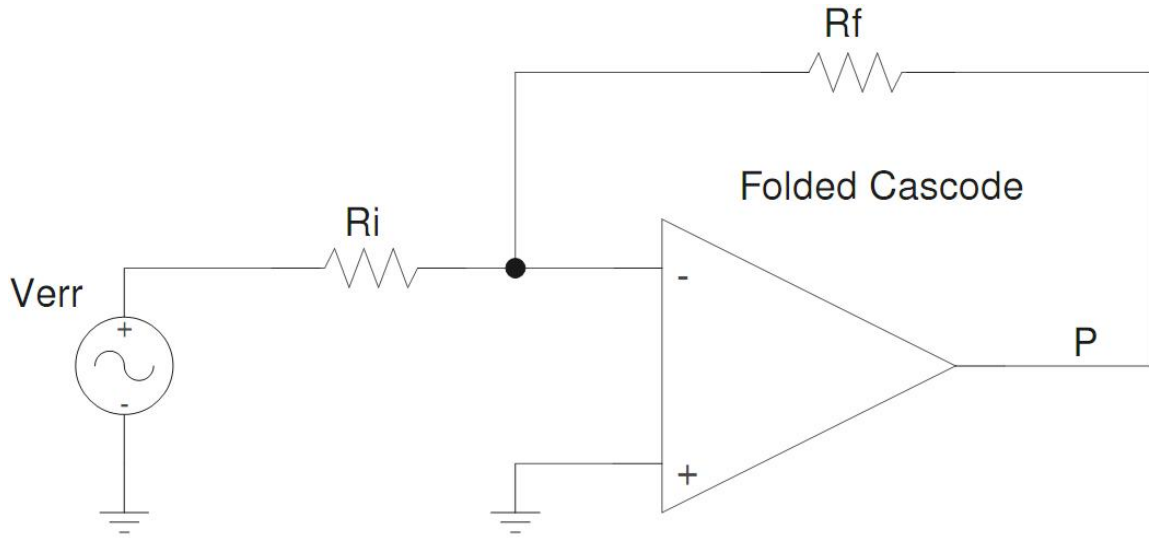 Rf
Folded Cascode
Ri
Verr
+
-
-
+
P